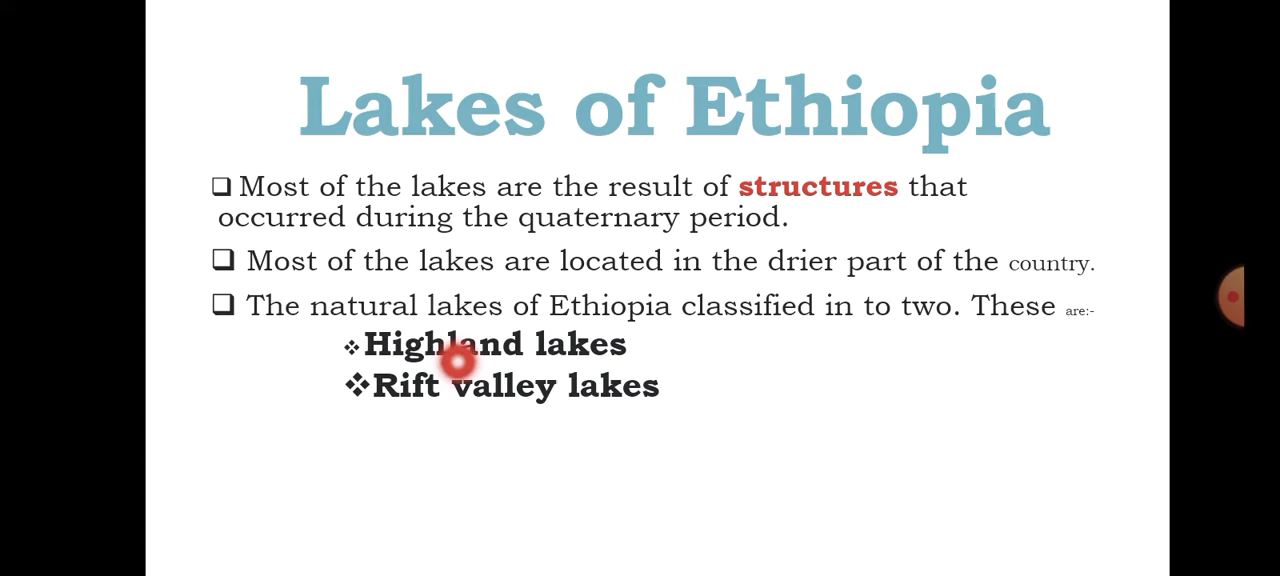 Lakes of Ethiopia
❑ Most of the lakes are the result of structures that
occurred during the quaternary period.
❑ Most of the lakes are located in the drier part of the country.
❑ The natural lakes of Ethiopia classified in to two. These are:-
❖ Highland lakes
❖ Rift valley lakes